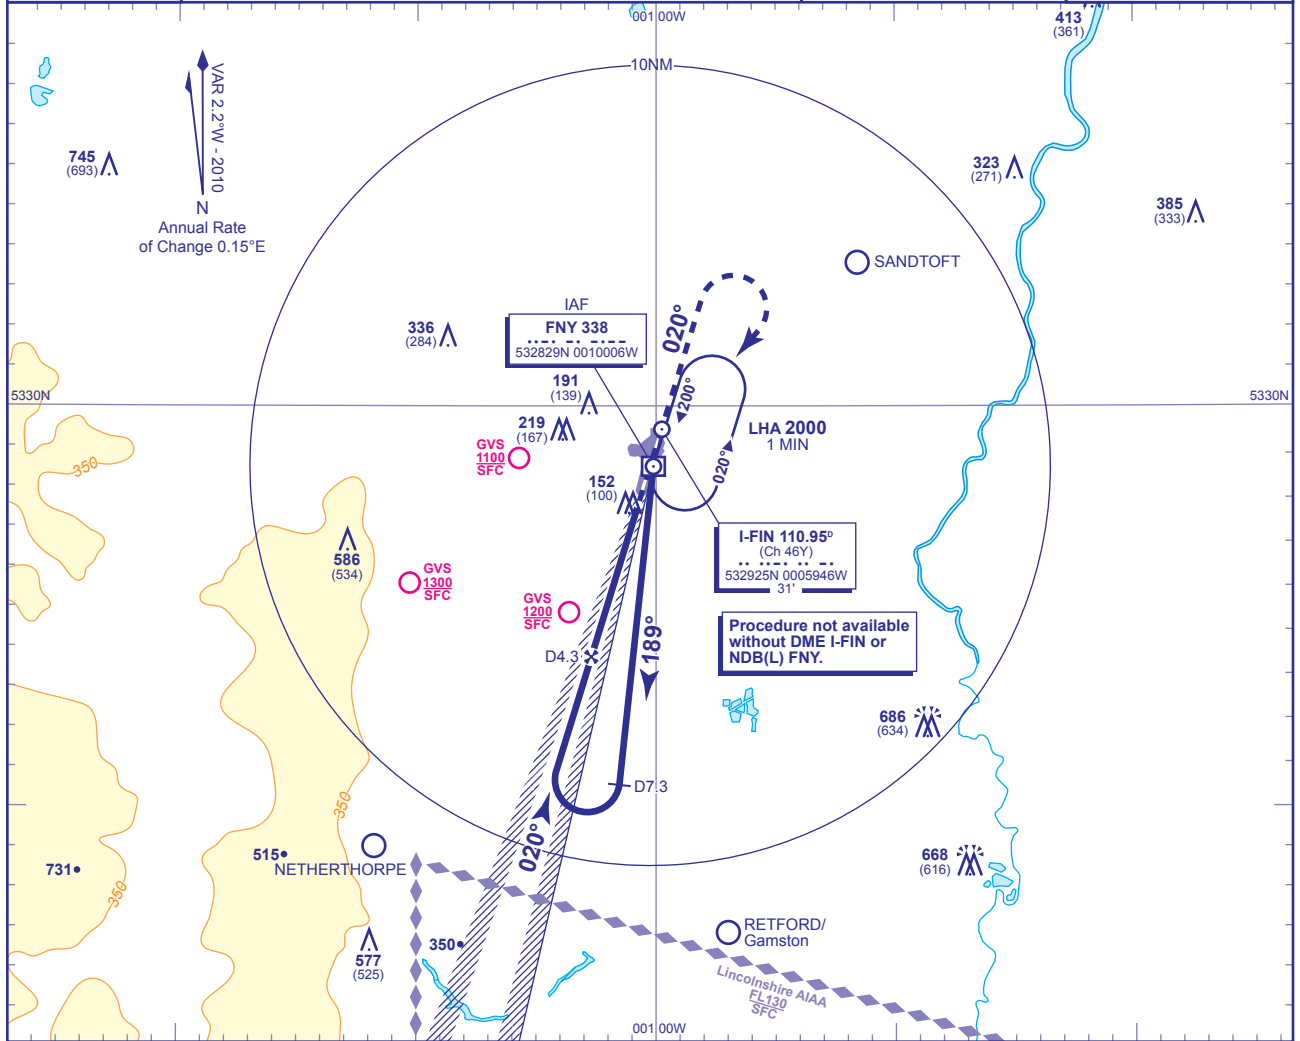 001 00W
413
(361)
10NM
VAR 2.2°W - 2010
N
Annual Rate
of Change 0.15°E
745
(693)
323
(271)
385
(333)
SANDTOFT
IAF
FNY 338
532829N 0010006W
336
(284)
020°
191
(139)
200°
5330N
5330N
219
(167)
LHA 2000
1 MIN
GVS
1100
SFC
020°
152
(100)
I-FIN 110.95D
(Ch 46Y)
532925N 0005946W
31'
586
(534)
GVS
1300
SFC
GVS
1200
SFC
Procedure not available
without DME I-FIN or
NDB(L) FNY.
189°
D4.3
686
(634)
D7.3
350
350
350
020°
515
NETHERTHORPE
731
668
(616)
RETFORD/
Gamston
350
577
(525)
Lincolnshire AIAA
FL130
SFC
001 00W